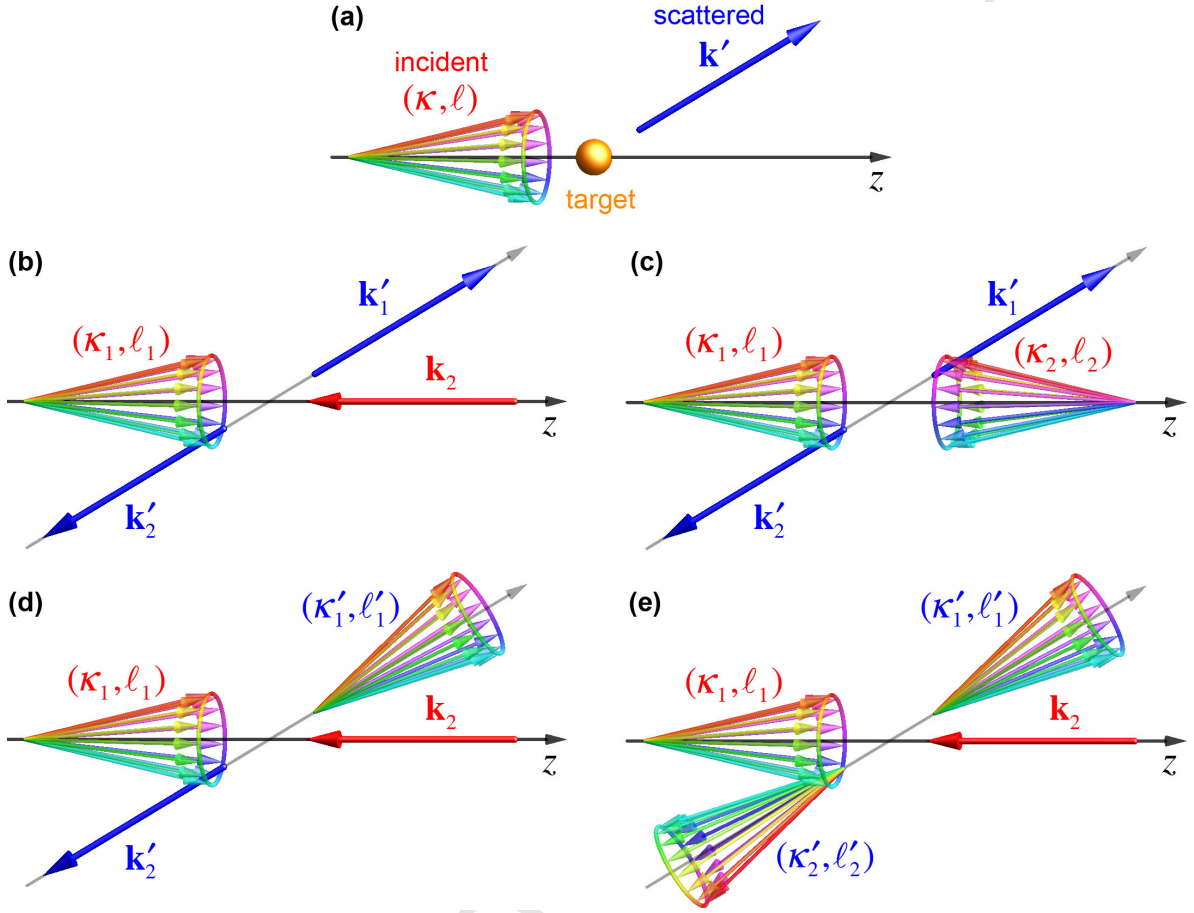 (a)
scattered
k′
incident
(κ,ℓ)
z
target
(b)
k′₁
(κ₁,ℓ₁)
k₂
z
k′₂
(c)
k′₁
(κ₁,ℓ₁)
(κ₂,ℓ₂)
z
k′₂
(d)
(κ′₁,ℓ′₁)
(κ₁,ℓ₁)
k₂
z
k′₂
(e)
(κ′₁,ℓ′₁)
(κ₁,ℓ₁)
k₂
z
(κ′₂,ℓ′₂)